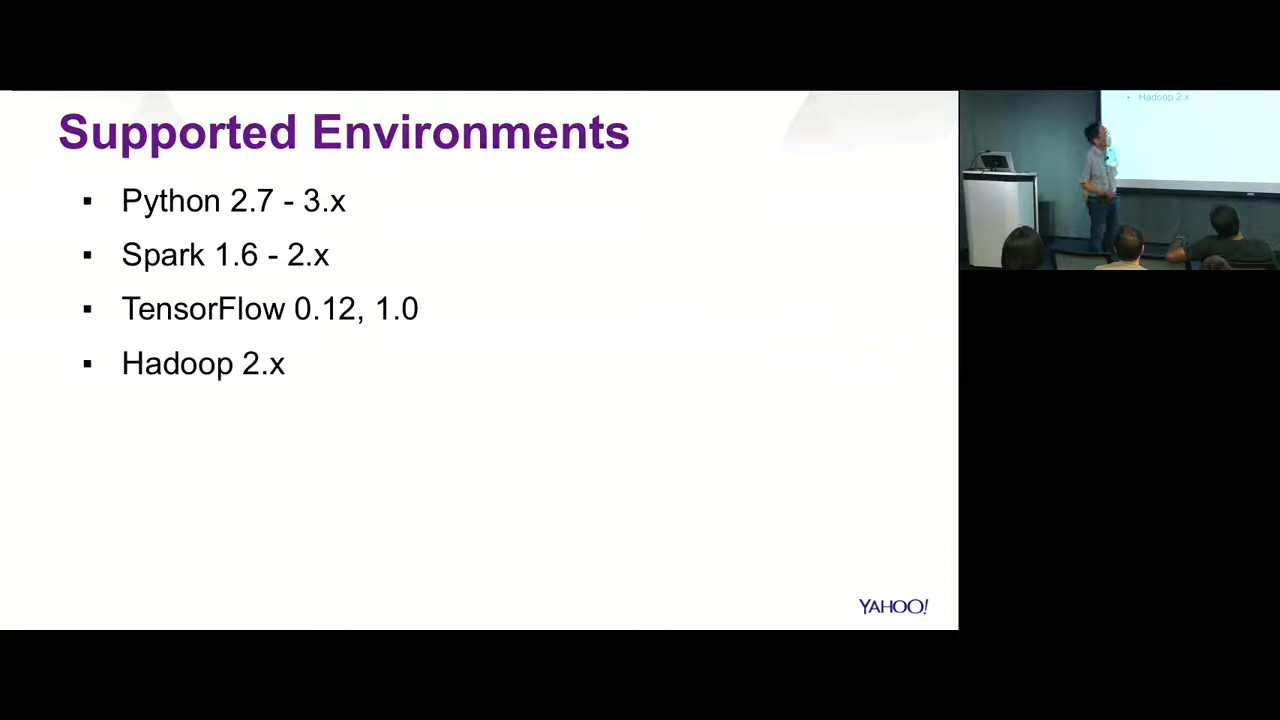 Supported Environments
▪ Python 2.7 - 3.x
▪ Spark 1.6 - 2.x
▪ TensorFlow 0.12, 1.0
▪ Hadoop 2.x
YAHOO!
• Hadoop 2.x